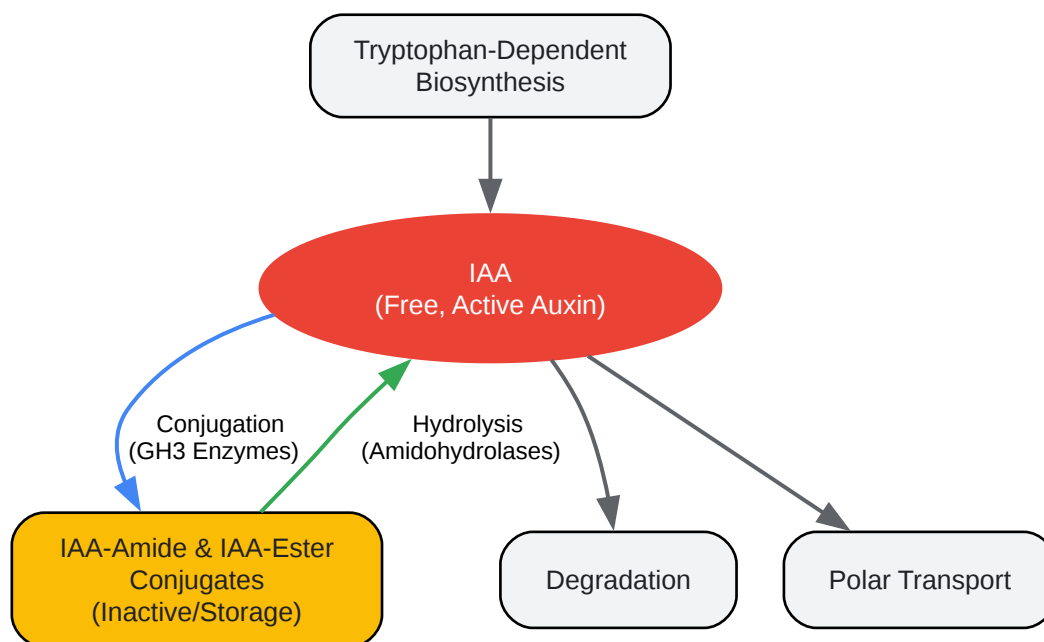 Tryptophan-Dependent
Biosynthesis
IAA
(Free, Active Auxin)
Conjugation
(GH3 Enzymes)
Hydrolysis
(Amidohydrolases)
IAA-Amide & IAA-Ester
Conjugates
(Inactive/Storage)
Degradation
Polar Transport